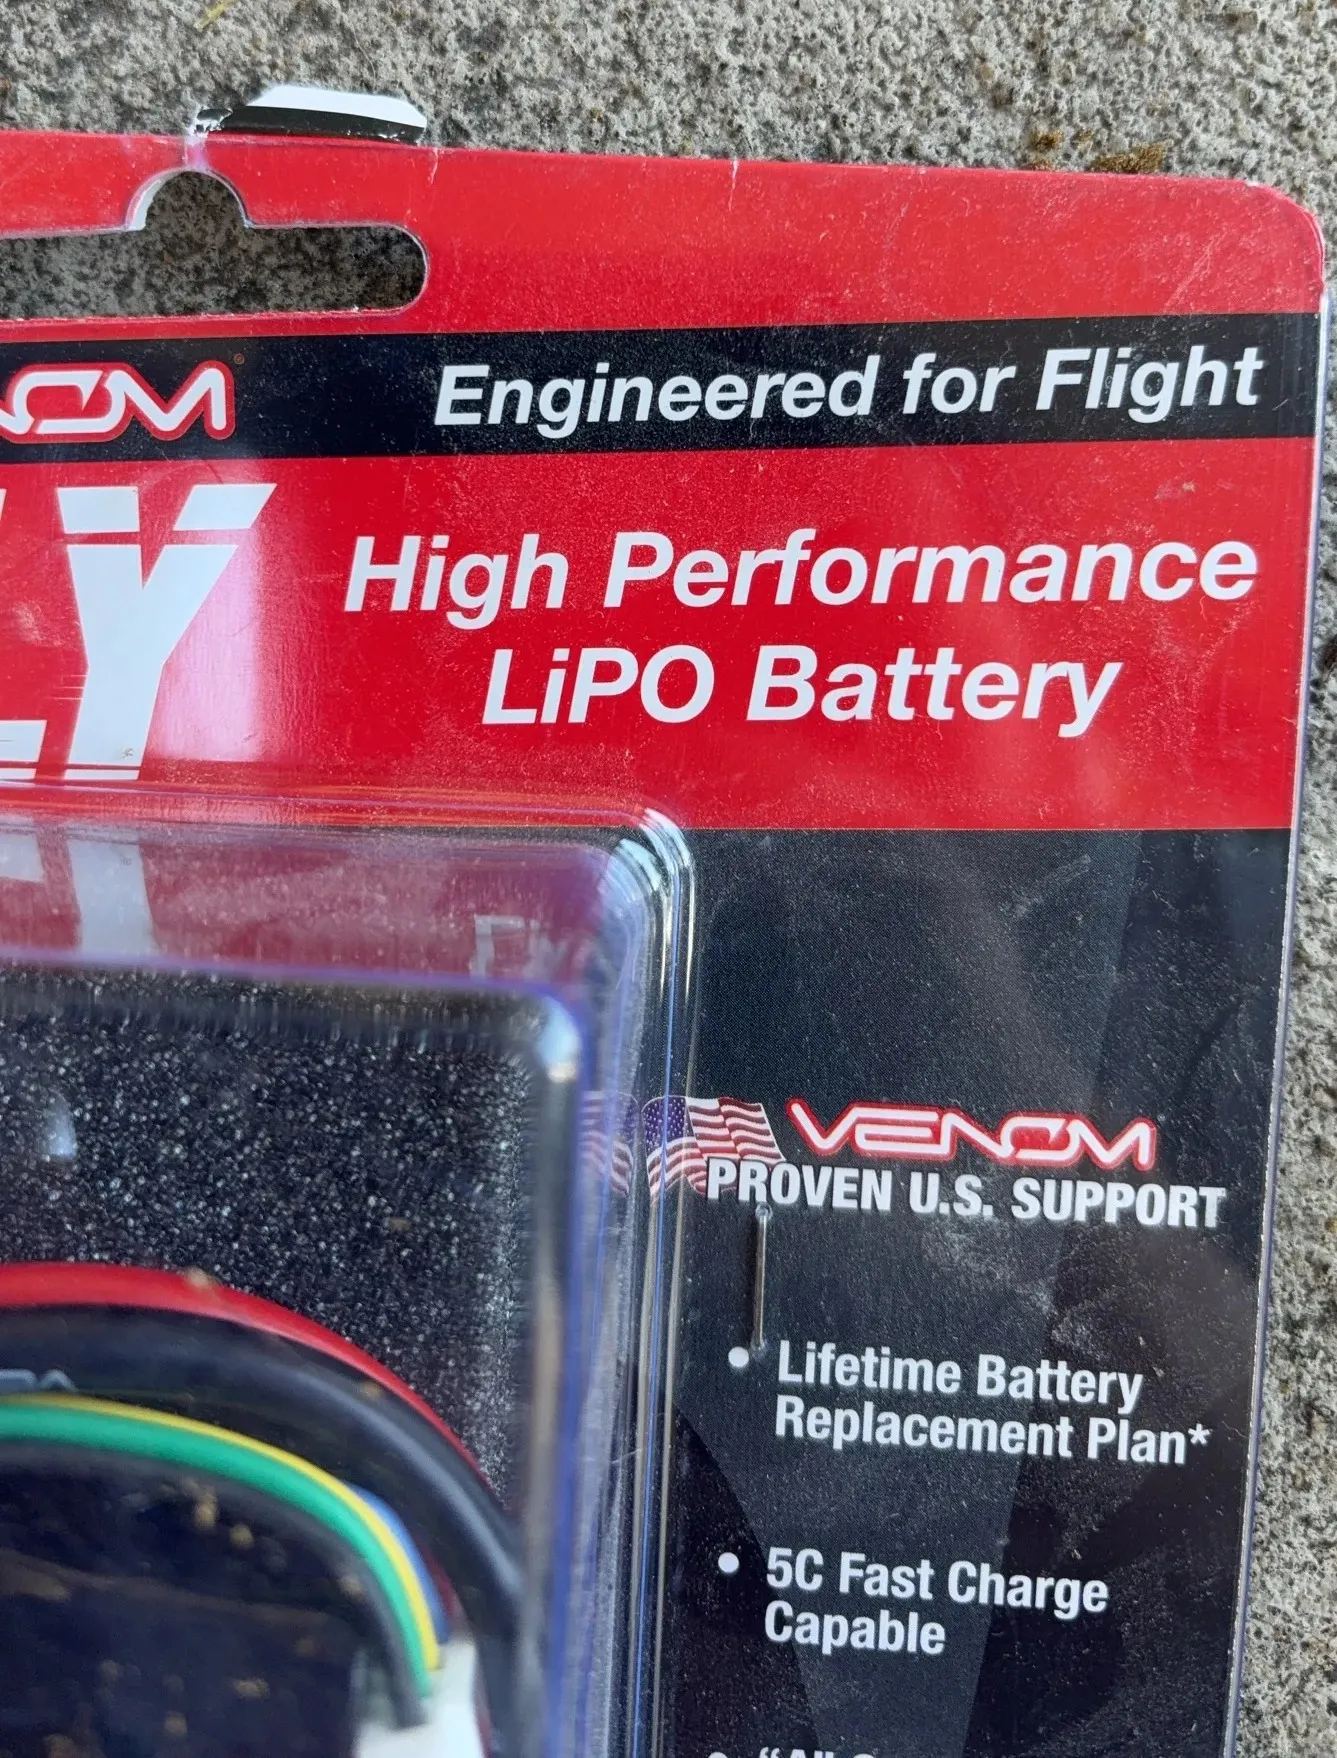 Engineered for Flight
High Performance
LiPO Battery
VENOM
PROVEN U.S. SUPPORT
• Lifetime Battery
Replacement Plan*
• 5C Fast Charge
Capable